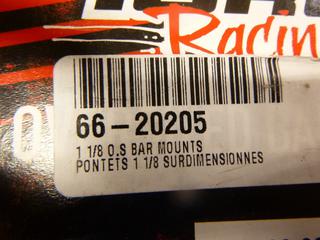 Racin
66-20205
1 1/8 O.S BAR MOUNTS
PONTETS 1 1/8 SURDIMENSIONNES